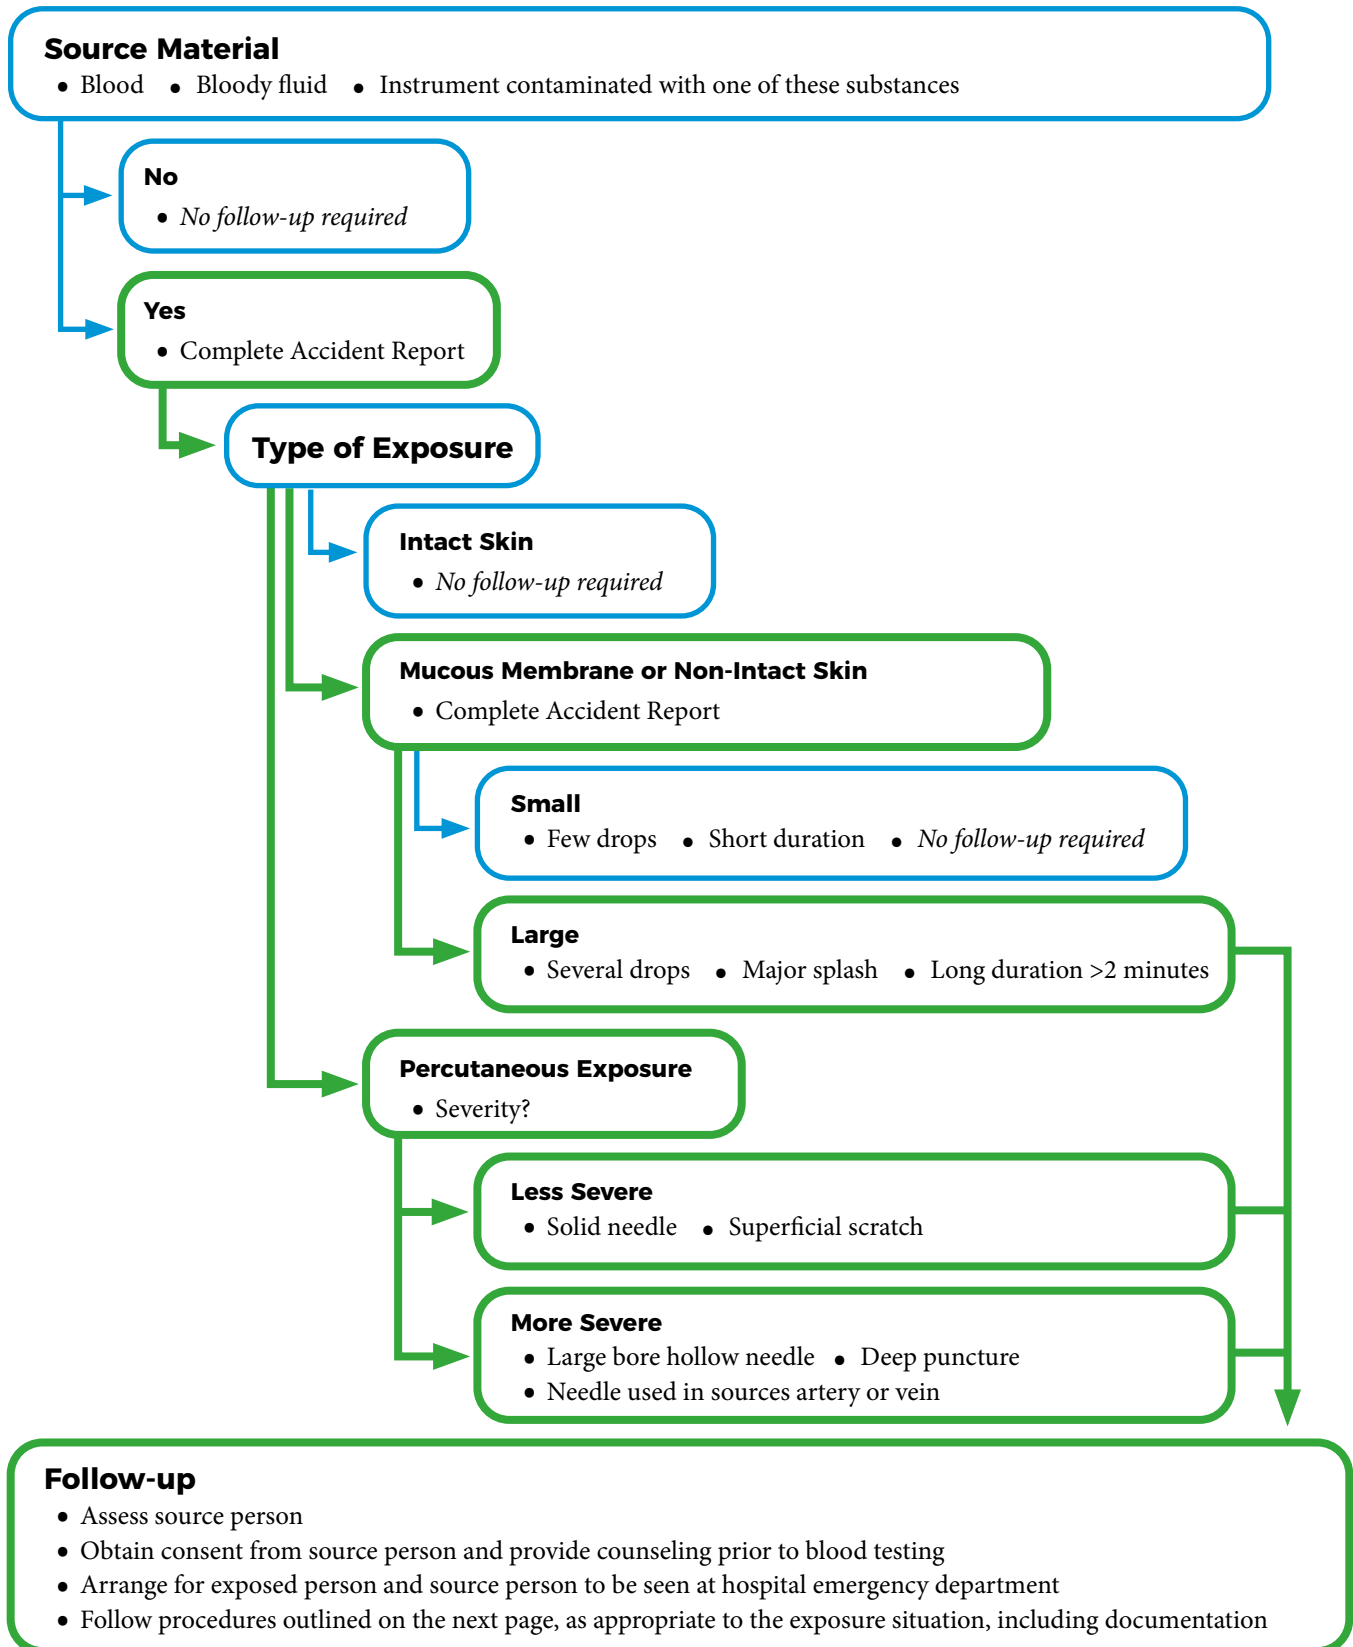 Source Material
• Blood • Bloody fluid • Instrument contaminated with one of these substances
No
• No follow-up required
Yes
• Complete Accident Report
Type of Exposure
Intact Skin
• No follow-up required
Mucous Membrane or Non-Intact Skin
• Complete Accident Report
Small
• Few drops • Short duration • No follow-up required
Large
• Several drops • Major splash • Long duration >2 minutes
Percutaneous Exposure
• Severity?
Less Severe
• Solid needle • Superficial scratch
More Severe
• Large bore hollow needle • Deep puncture
• Needle used in sources artery or vein
Follow-up
• Assess source person
• Obtain consent from source person and provide counseling prior to blood testing
• Arrange for exposed person and source person to be seen at hospital emergency department
• Follow procedures outlined on the next page, as appropriate to the exposure situation, including documentation